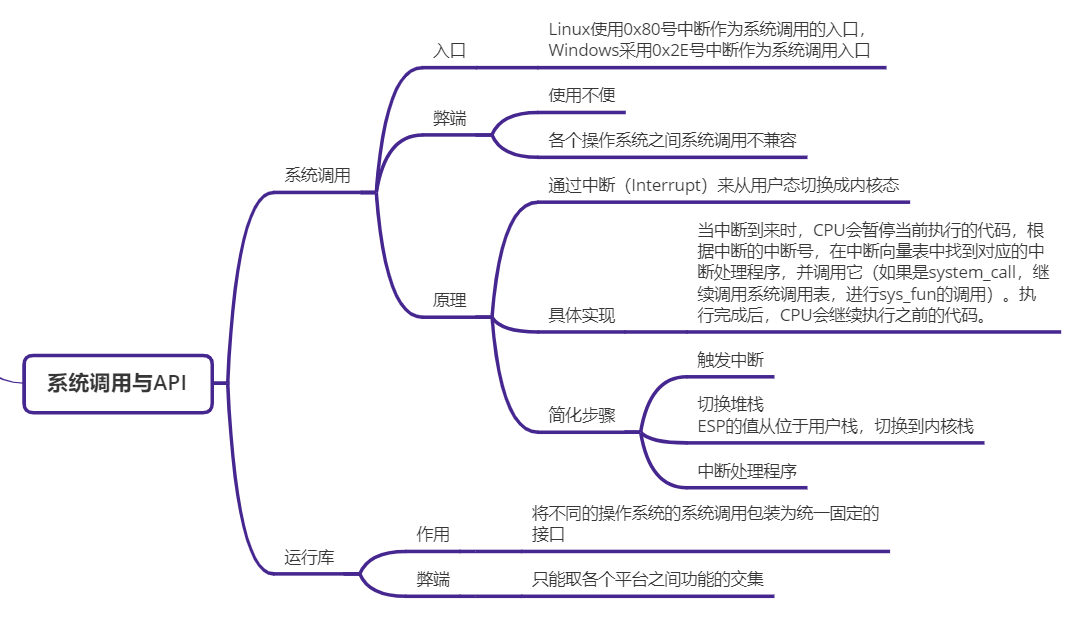 系统调用与API
系统调用
入口
Linux使用0x80号中断作为系统调用的入口，
Windows采用0x2E号中断作为系统调用入口
弊端
使用不便
各个操作系统之间系统调用不兼容
原理
通过中断（Interrupt）来从用户态切换成内核态
具体实现
当中断到来时，CPU会暂停当前执行的代码，根
据中断的中断号，在中断向量表中找到对应的中
断处理程序，并调用它（如果是system_call，继
续调用系统调用表，进行sys_fun的调用）。执
行完成后，CPU会继续执行之前的代码。
简化步骤
触发中断
切换堆栈
ESP的值从位于用户栈，切换到内核栈
中断处理程序
运行库
作用
将不同的操作系统的系统调用包装为统一固定的
接口
弊端
只能取各个平台之间功能的交集